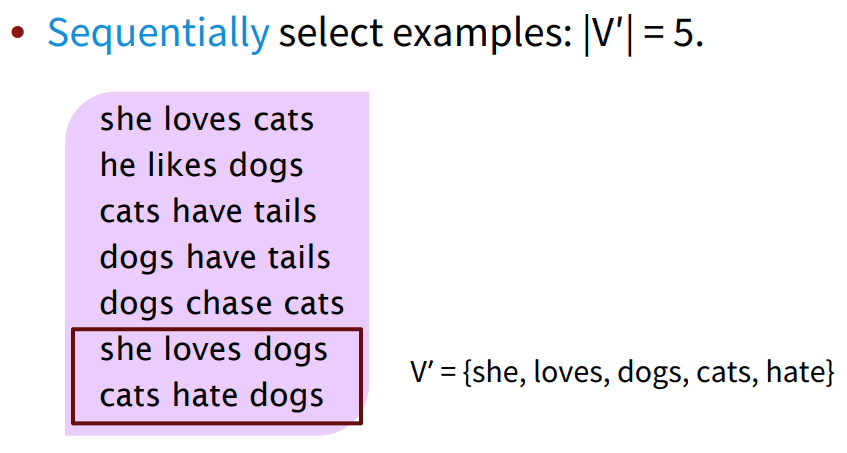 • Sequentially select examples: |V′| = 5.
she loves cats
he likes dogs
cats have tails
dogs have tails
dogs chase cats
she loves dogs
cats hate dogs
V′ = {she, loves, dogs, cats, hate}